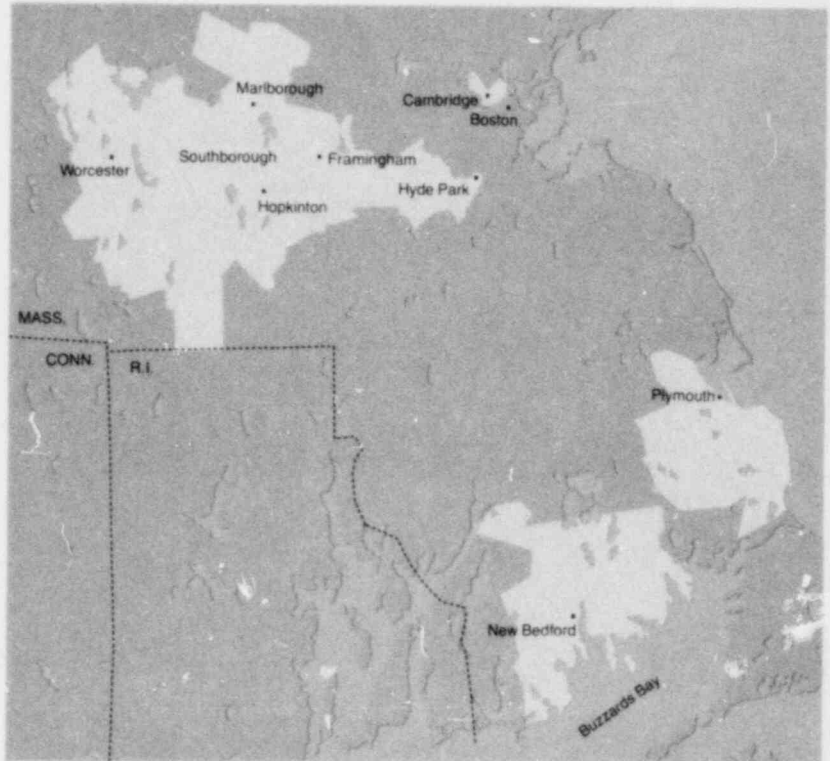 Marlborough
Cambridge
Boston
Worcester
Southborough
Framingham
Hyde Park
Hopkinton
MASS.
CONN.
R.I.
Plymouth
New Bedford
Buzzards Bay